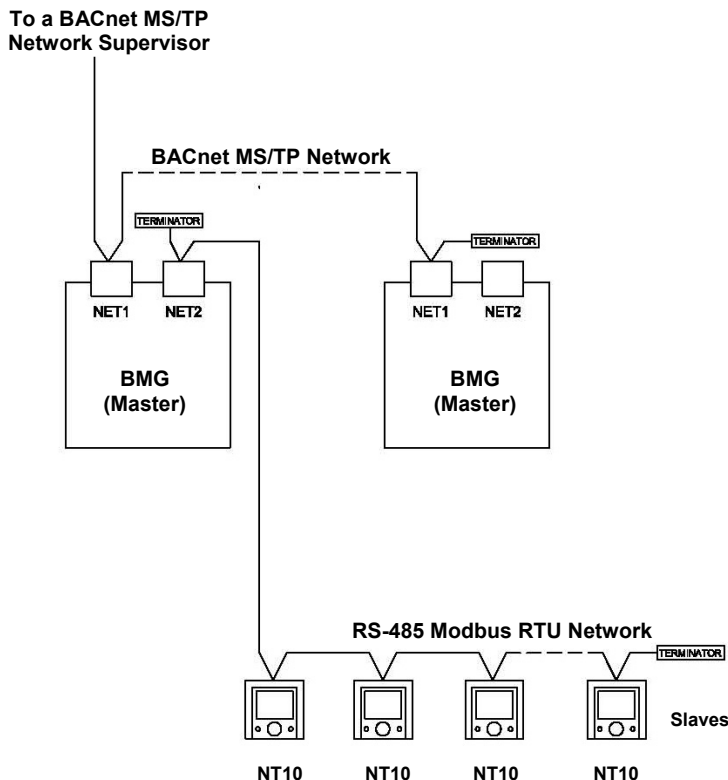 To a BACnet MS/TP
Network Supervisor
BACnet MS/TP Network
TERMINATOR
TERMINATOR
NET1
NET2
NET1
NET2
BMG
(Master)
BMG
(Master)
RS-485 Modbus RTU Network
TERMINATOR
Slaves
NT10
NT10
NT10
NT10